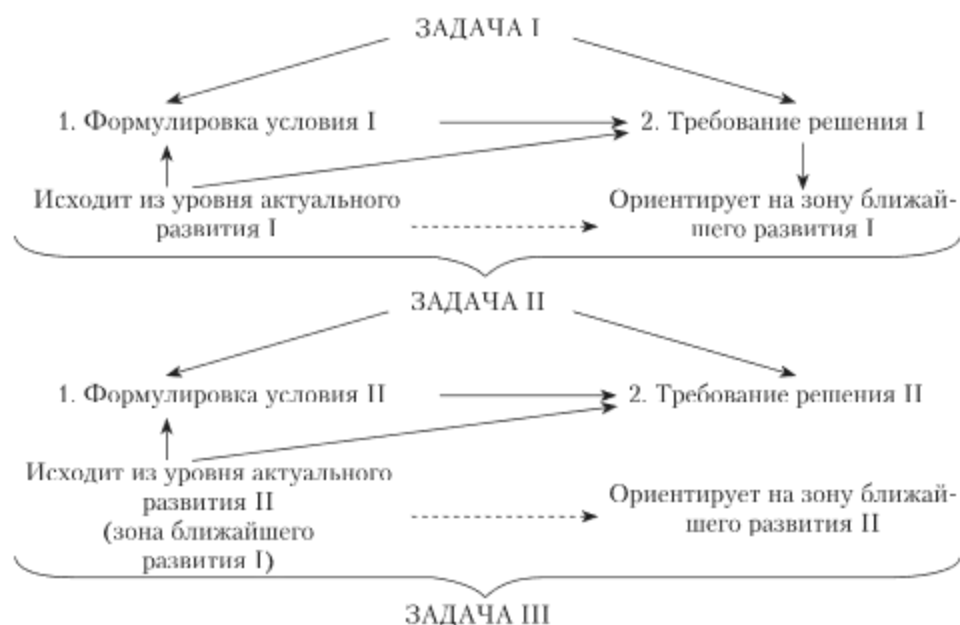 ЗАДАЧА I
1. Формулировка условия I
2. Требование решения I
Исходит из уровня актуального
развития I
Ориентирует на зону ближай-
шего развития I
ЗАДАЧА II
1. Формулировка условия II
2. Требование решения II
Исходит из уровня актуального
развития II
(зона ближайшего
развития I)
Ориентирует на зону ближай-
шего развития II
ЗАДАЧА III